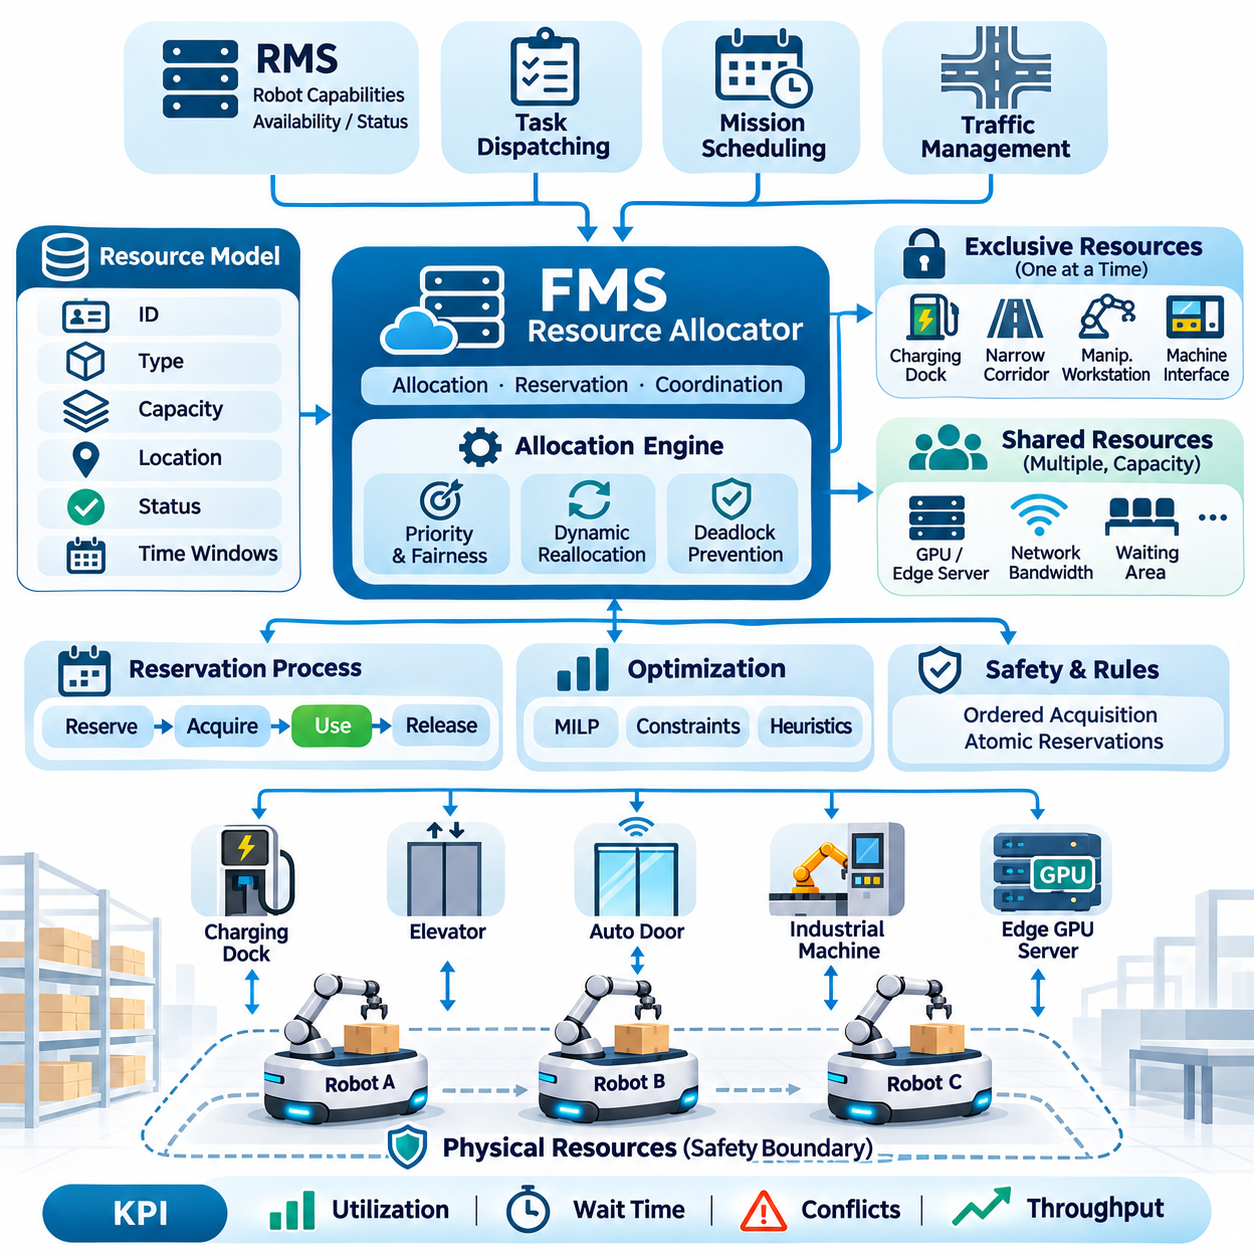 RMS
Robot Capabilities
Availability / Status
Task
Dispatching
Mission
Scheduling
Traffic
Management
Resource Model
ID
Type
Capacity
Location
Status
Time Windows
FMS
Resource Allocator
Allocation · Reservation · Coordination
Allocation Engine
Priority
& Fairness
Dynamic
Reallocation
Deadlock
Prevention
Exclusive Resources
(One at a Time)
Charging
Dock
Narrow
Corridor
Manip.
Workstation
Machine
Interface
Shared Resources
(Multiple, Capacity)
GPU /
Edge Server
Network
Bandwidth
Waiting
Area
...
Reservation Process
Reserve
Acquire
Use
Release
Optimization
MILP
Constraints
Heuristics
Safety & Rules
Ordered Acquisition
Atomic Reservations
Charging
Dock
Elevator
Auto Door
Industrial
Machine
GPU
Edge GPU
Server
Robot A
Robot B
Robot C
Physical Resources (Safety Boundary)
KPI
Utilization
Wait Time
Conflicts
Throughput